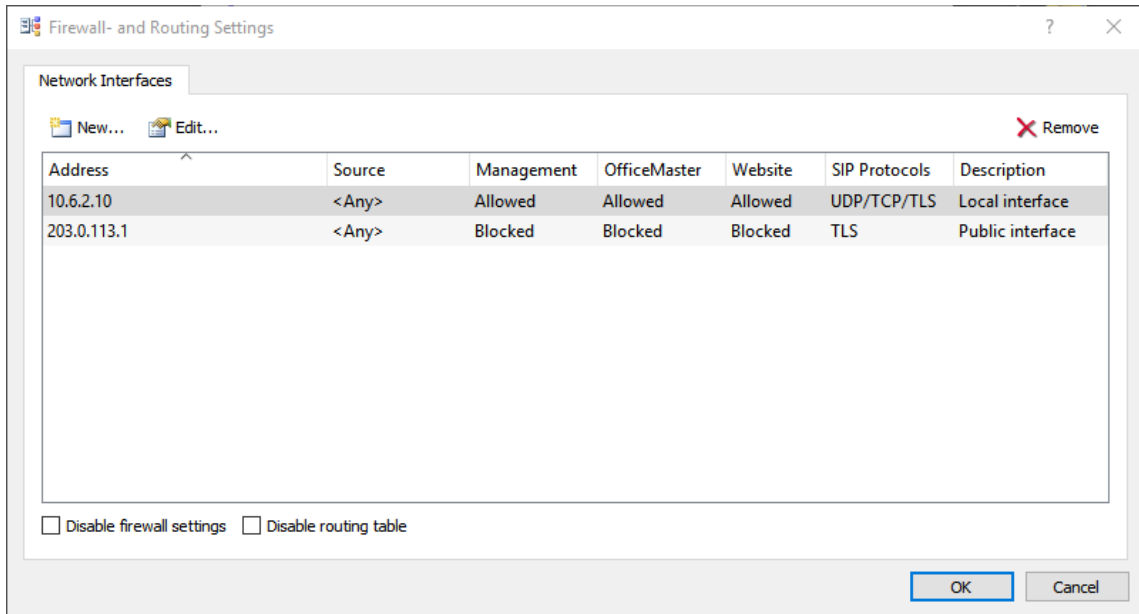 Firewall- and Routing Settings ?
Network Interfaces
New... Edit... Remove
Address Source Management OfficeMaster Website SIP Protocols Description
10.6.2.10 <Any> Allowed Allowed Allowed UDP/TCP/TLS Local interface
203.0.113.1 <Any> Blocked Blocked Blocked TLS Public interface
Disable firewall settings Disable routing table
OK Cancel